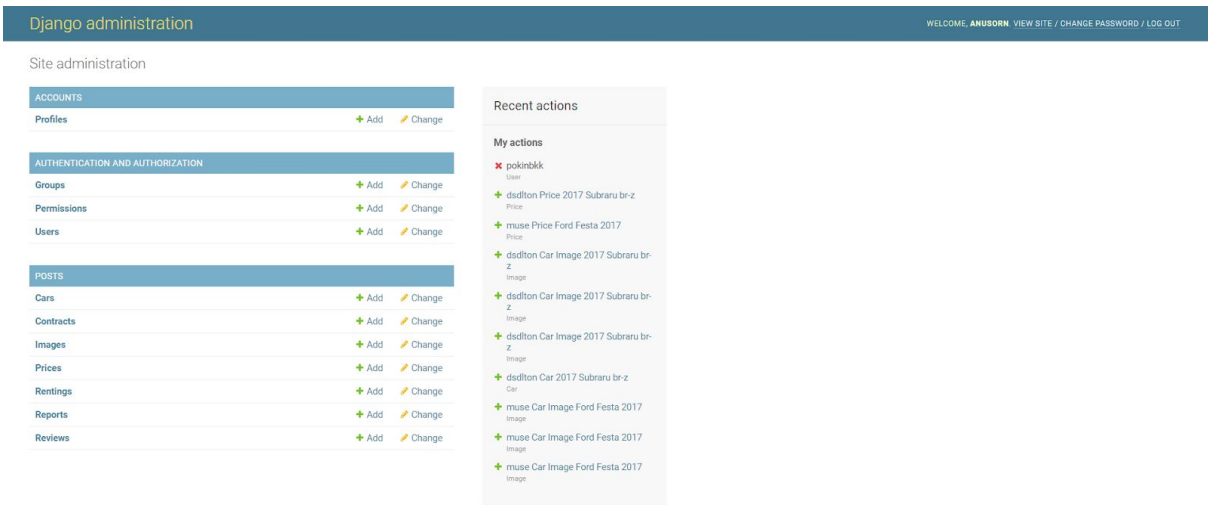 Django administration
WELCOME, ANUSORN. VIEW SITE / CHANGE PASSWORD / LOG OUT
Site administration
ACCOUNTS
Profiles Add Change
AUTHENTICATION AND AUTHORIZATION
Groups Add Change
Permissions Add Change
Users Add Change
POSTS
Cars Add Change
Contracts Add Change
Images Add Change
Prices Add Change
Rentings Add Change
Reports Add Change
Reviews Add Change
Recent actions
My actions
pokinbkk
User
dsdlton Price 2017 Subraru br-z
Price
muse Price Ford Festa 2017
Price
dsdlton Car Image 2017 Subraru br-
z
Image
dsdlton Car Image 2017 Subraru br-
z
Image
dsdlton Car Image 2017 Subraru br-
z
Image
dsdlton Car 2017 Subraru br-z
Car
muse Car Image Ford Festa 2017
Image
muse Car Image Ford Festa 2017
Image
muse Car Image Ford Festa 2017
Image